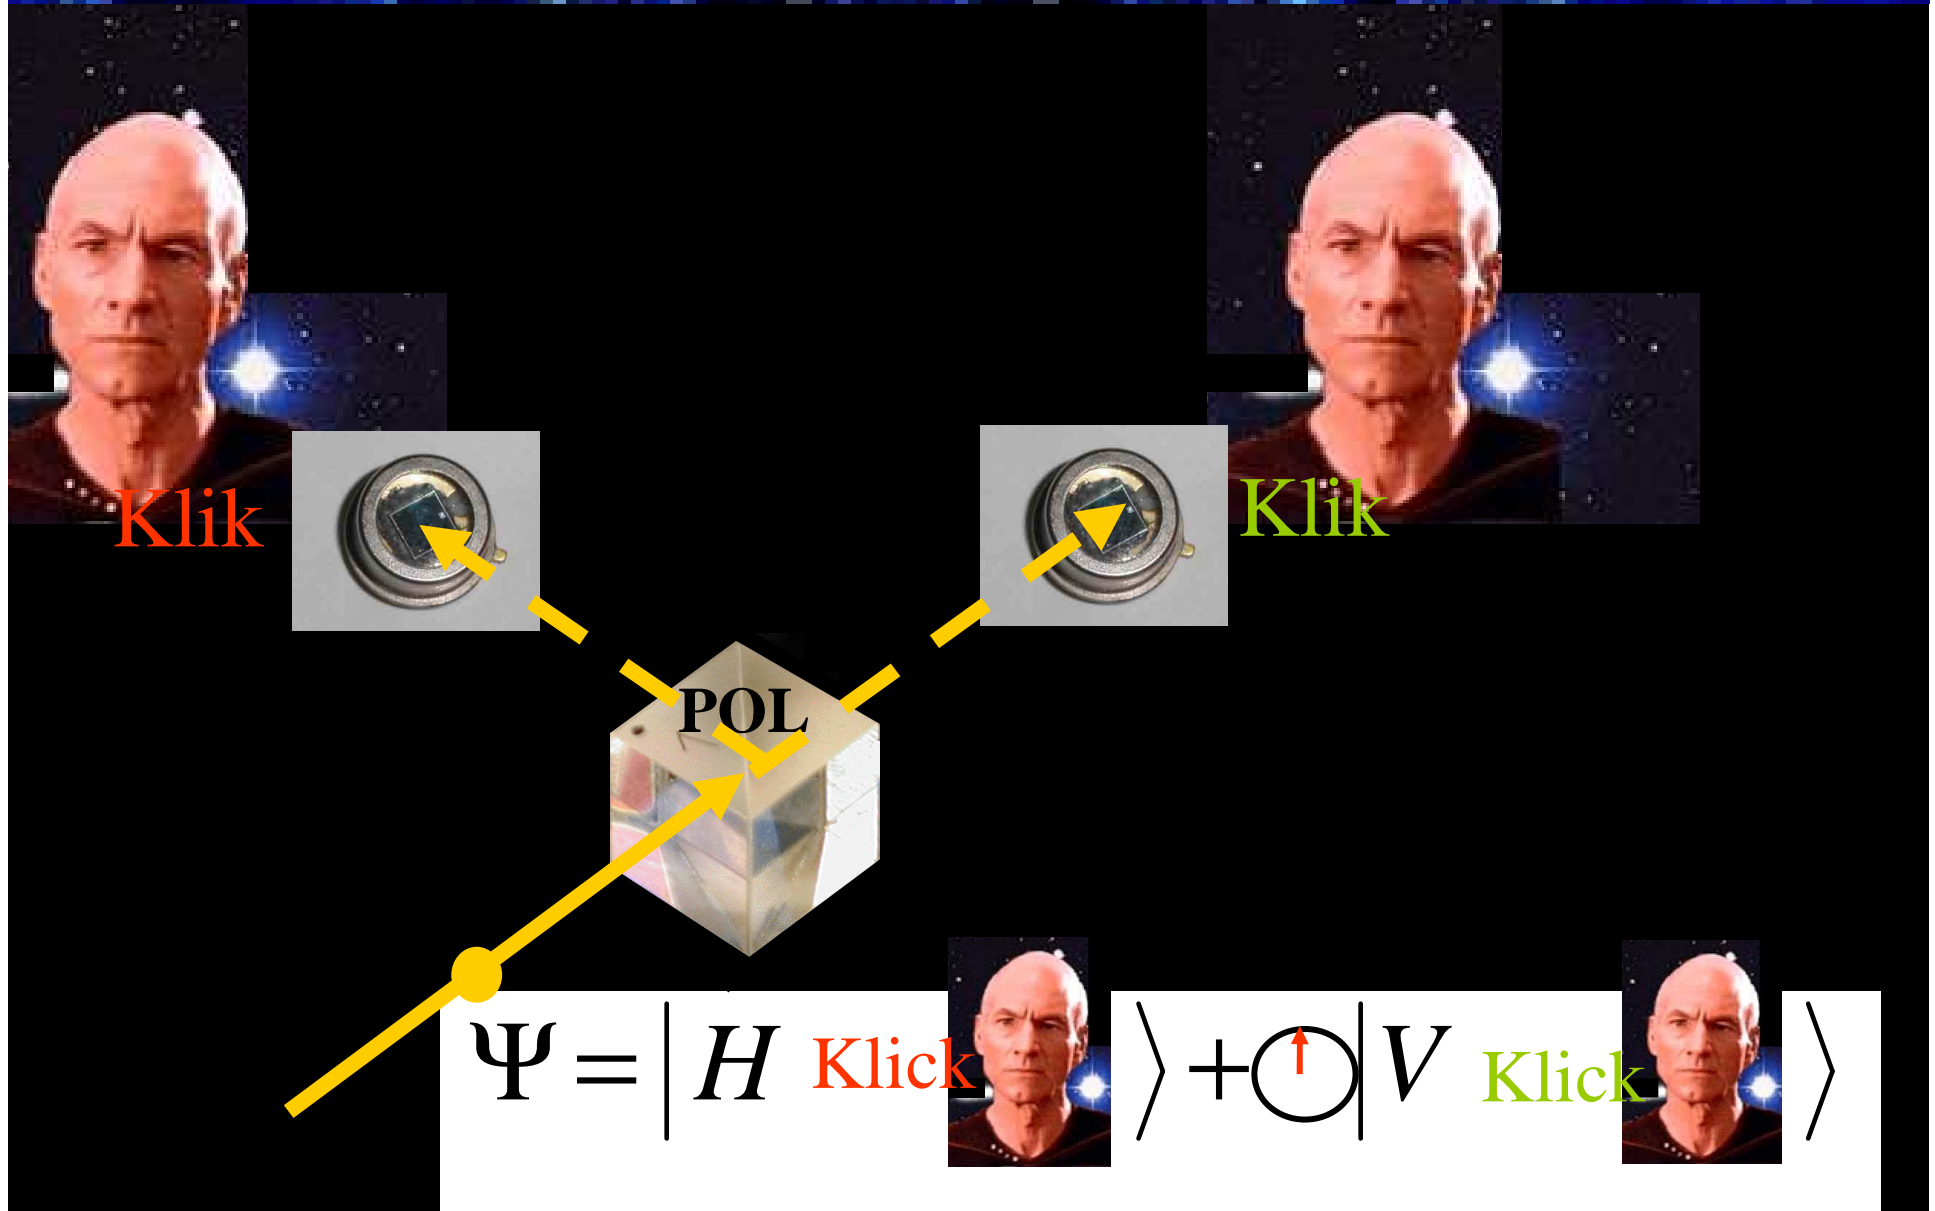 Klik
Klik
POL
Ψ = | H Klick ⟩ + | V Klick ⟩